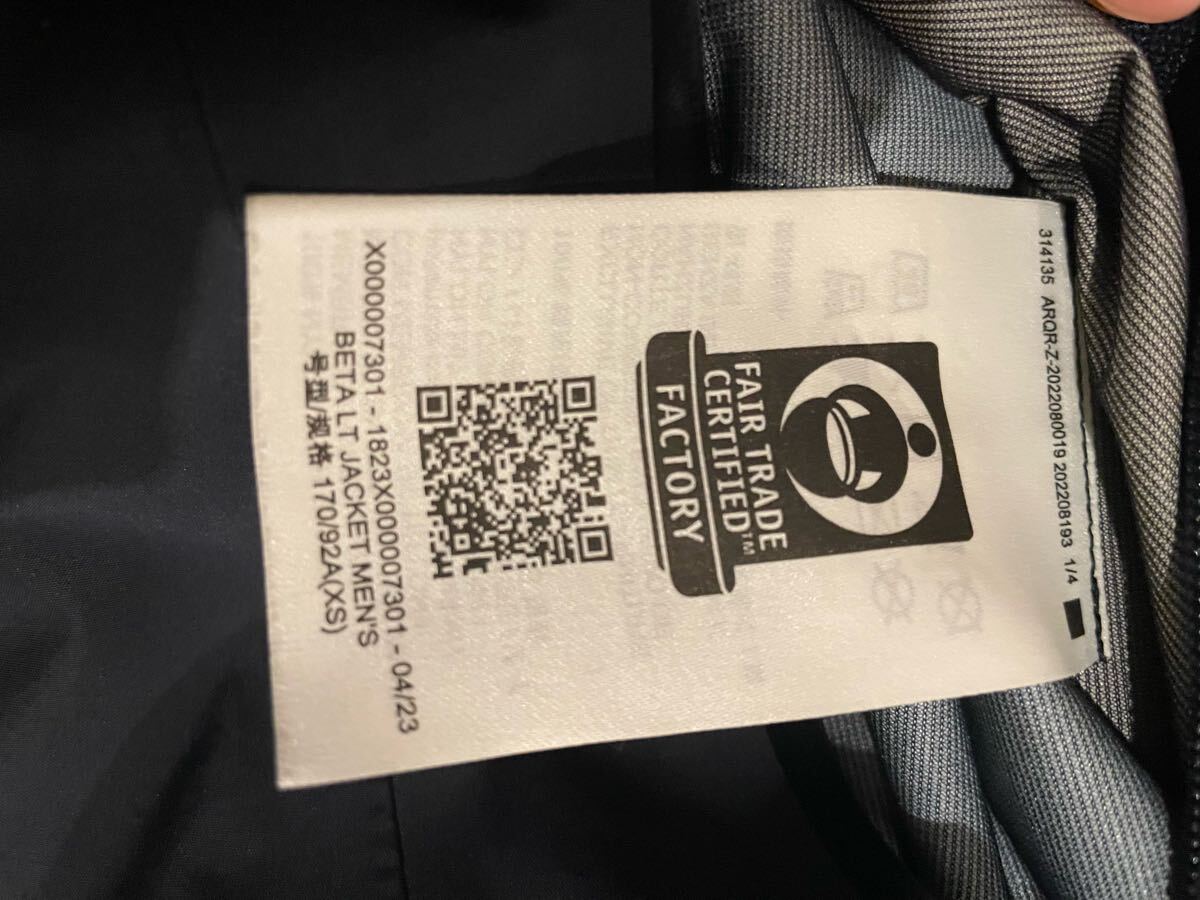 314135 ARQR-Z-2022080019 202208193 1/4
FAIR TRADE
CERTIFIED™
FACTORY
X000007301 - 1823X000007301 - 04/23
BETA LT JACKET MEN'S
号型/规格 170/92A(XS)